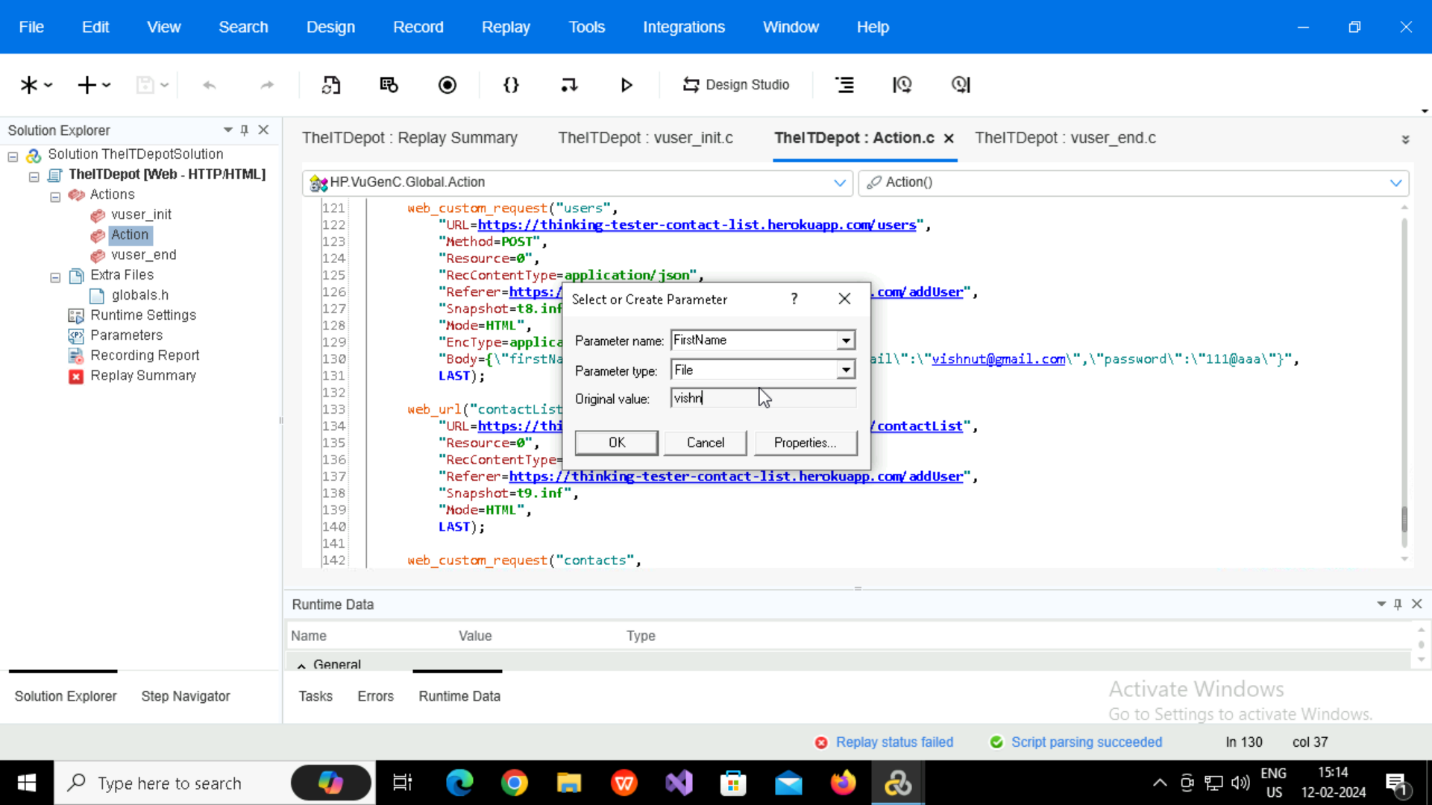 File Edit View Search Design Record Replay Tools Integrations Window Help
Design Studio
Solution Explorer
Solution TheITDepotSolution
TheITDepot [Web - HTTP/HTML]
Actions
vuser_init
Action
vuser_end
Extra Files
globals.h
Runtime Settings
Parameters
Recording Report
Replay Summary
TheITDepot : Replay Summary TheITDepot : vuser_init.c TheITDepot : Action.c TheITDepot : vuser_end.c
HP.VuGenC.Global.Action Action()
121 web_custom_request("users",
122 "URL=https://thinking-tester-contact-list.herokuapp.com/users",
123 "Method=POST",
124 "Resource=0",
125 "RecContentType=application/json",
126 "Referer=https:/ .com/addUser",
127 "Snapshot=t8.inf
128 "Mode=HTML",
129 "EncType=applica
130 "Body={\"firstNa ail\":\"vishnut@gmail.com\",\"password\":\"111@aaa\"}",
131 LAST);
132
133 web_url("contactList
134 "URL=https://thi /contactList",
135 "Resource=0",
136 "RecContentType=
137 "Referer=https://thinking-tester-contact-list.herokuapp.com/addUser",
138 "Snapshot=t9.inf",
139 "Mode=HTML",
140 LAST);
141
142 web_custom_request("contacts",
Select or Create Parameter ?
Parameter name: FirstName
Parameter type: File
Original value: vishn
OK Cancel Properties...
Runtime Data
Name Value Type
General
Solution Explorer Step Navigator Tasks Errors Runtime Data
Activate Windows
Go to Settings to activate Windows.
Replay status failed Script parsing succeeded ln 130 col 37
Type here to search
ENG
US
15:14
12-02-2024
1